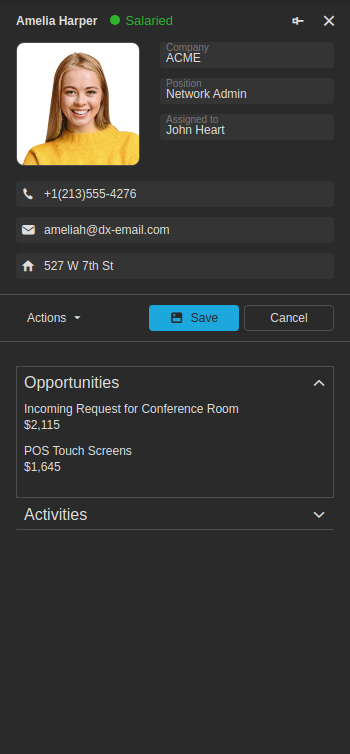 Amelia Harper Salaried
Company
ACME
Position
Network Admin
Assigned to
John Heart
+1(213)555-4276
ameliah@dx-email.com
527 W 7th St
Actions Save Cancel
Opportunities
Incoming Request for Conference Room
$2,115
POS Touch Screens
$1,645
Activities